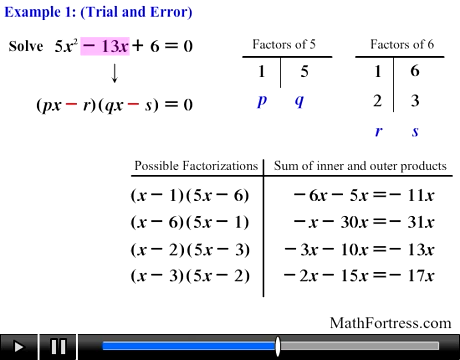 Example 1: (Trial and Error)
Solve 5x² − 13x + 6 = 0
↓
(px − r)(qx − s) = 0
Factors of 5
1 5
p q
Factors of 6
1 6
2 3
r s
Possible Factorizations Sum of inner and outer products
(x − 1)(5x − 6) − 6x − 5x = − 11x
(x − 6)(5x − 1) − x − 30x = − 31x
(x − 2)(5x − 3) − 3x − 10x = − 13x
(x − 3)(5x − 2) − 2x − 15x = − 17x
MathFortress.com